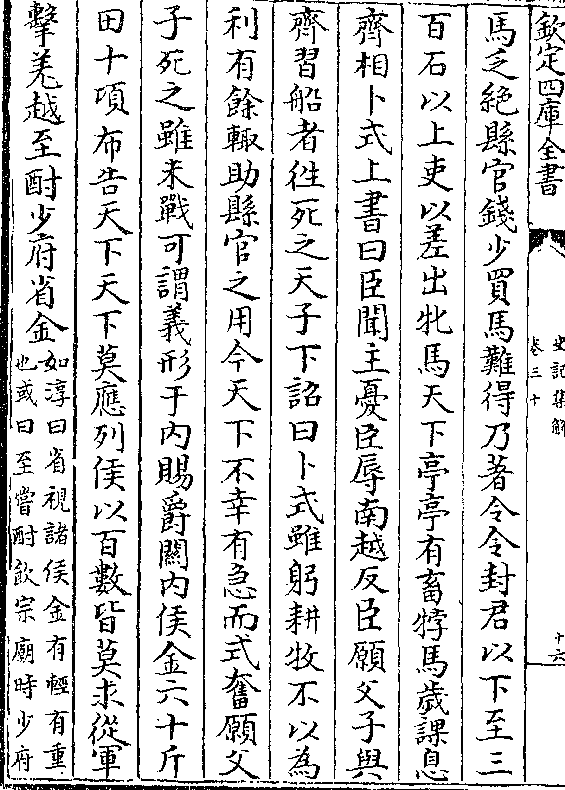 欽定四庫全書
史記集解
卷三十
十六
馬乏絕縣官錢少買馬難得乃著令令封君以下至三
百石以上吏以差出牝馬天下亭亭有畜牸馬歲課息
齊相卜式上書曰臣聞主憂臣辱南越反臣願父子與
齊習船者徃死之天子下詔曰卜式雖躬耕牧不以為
利有餘輙助縣官之用今天下不幸有急而式奮願父
子死之雖未戰可謂義形于内賜爵關内侯金六十斤
田十項布告天下天下莫應列侯以百數皆莫求從軍
擊羌越至酎少府省金如淳曰省視諸侯金有輕有重
也或曰至嘗酎飲宗廟時少府